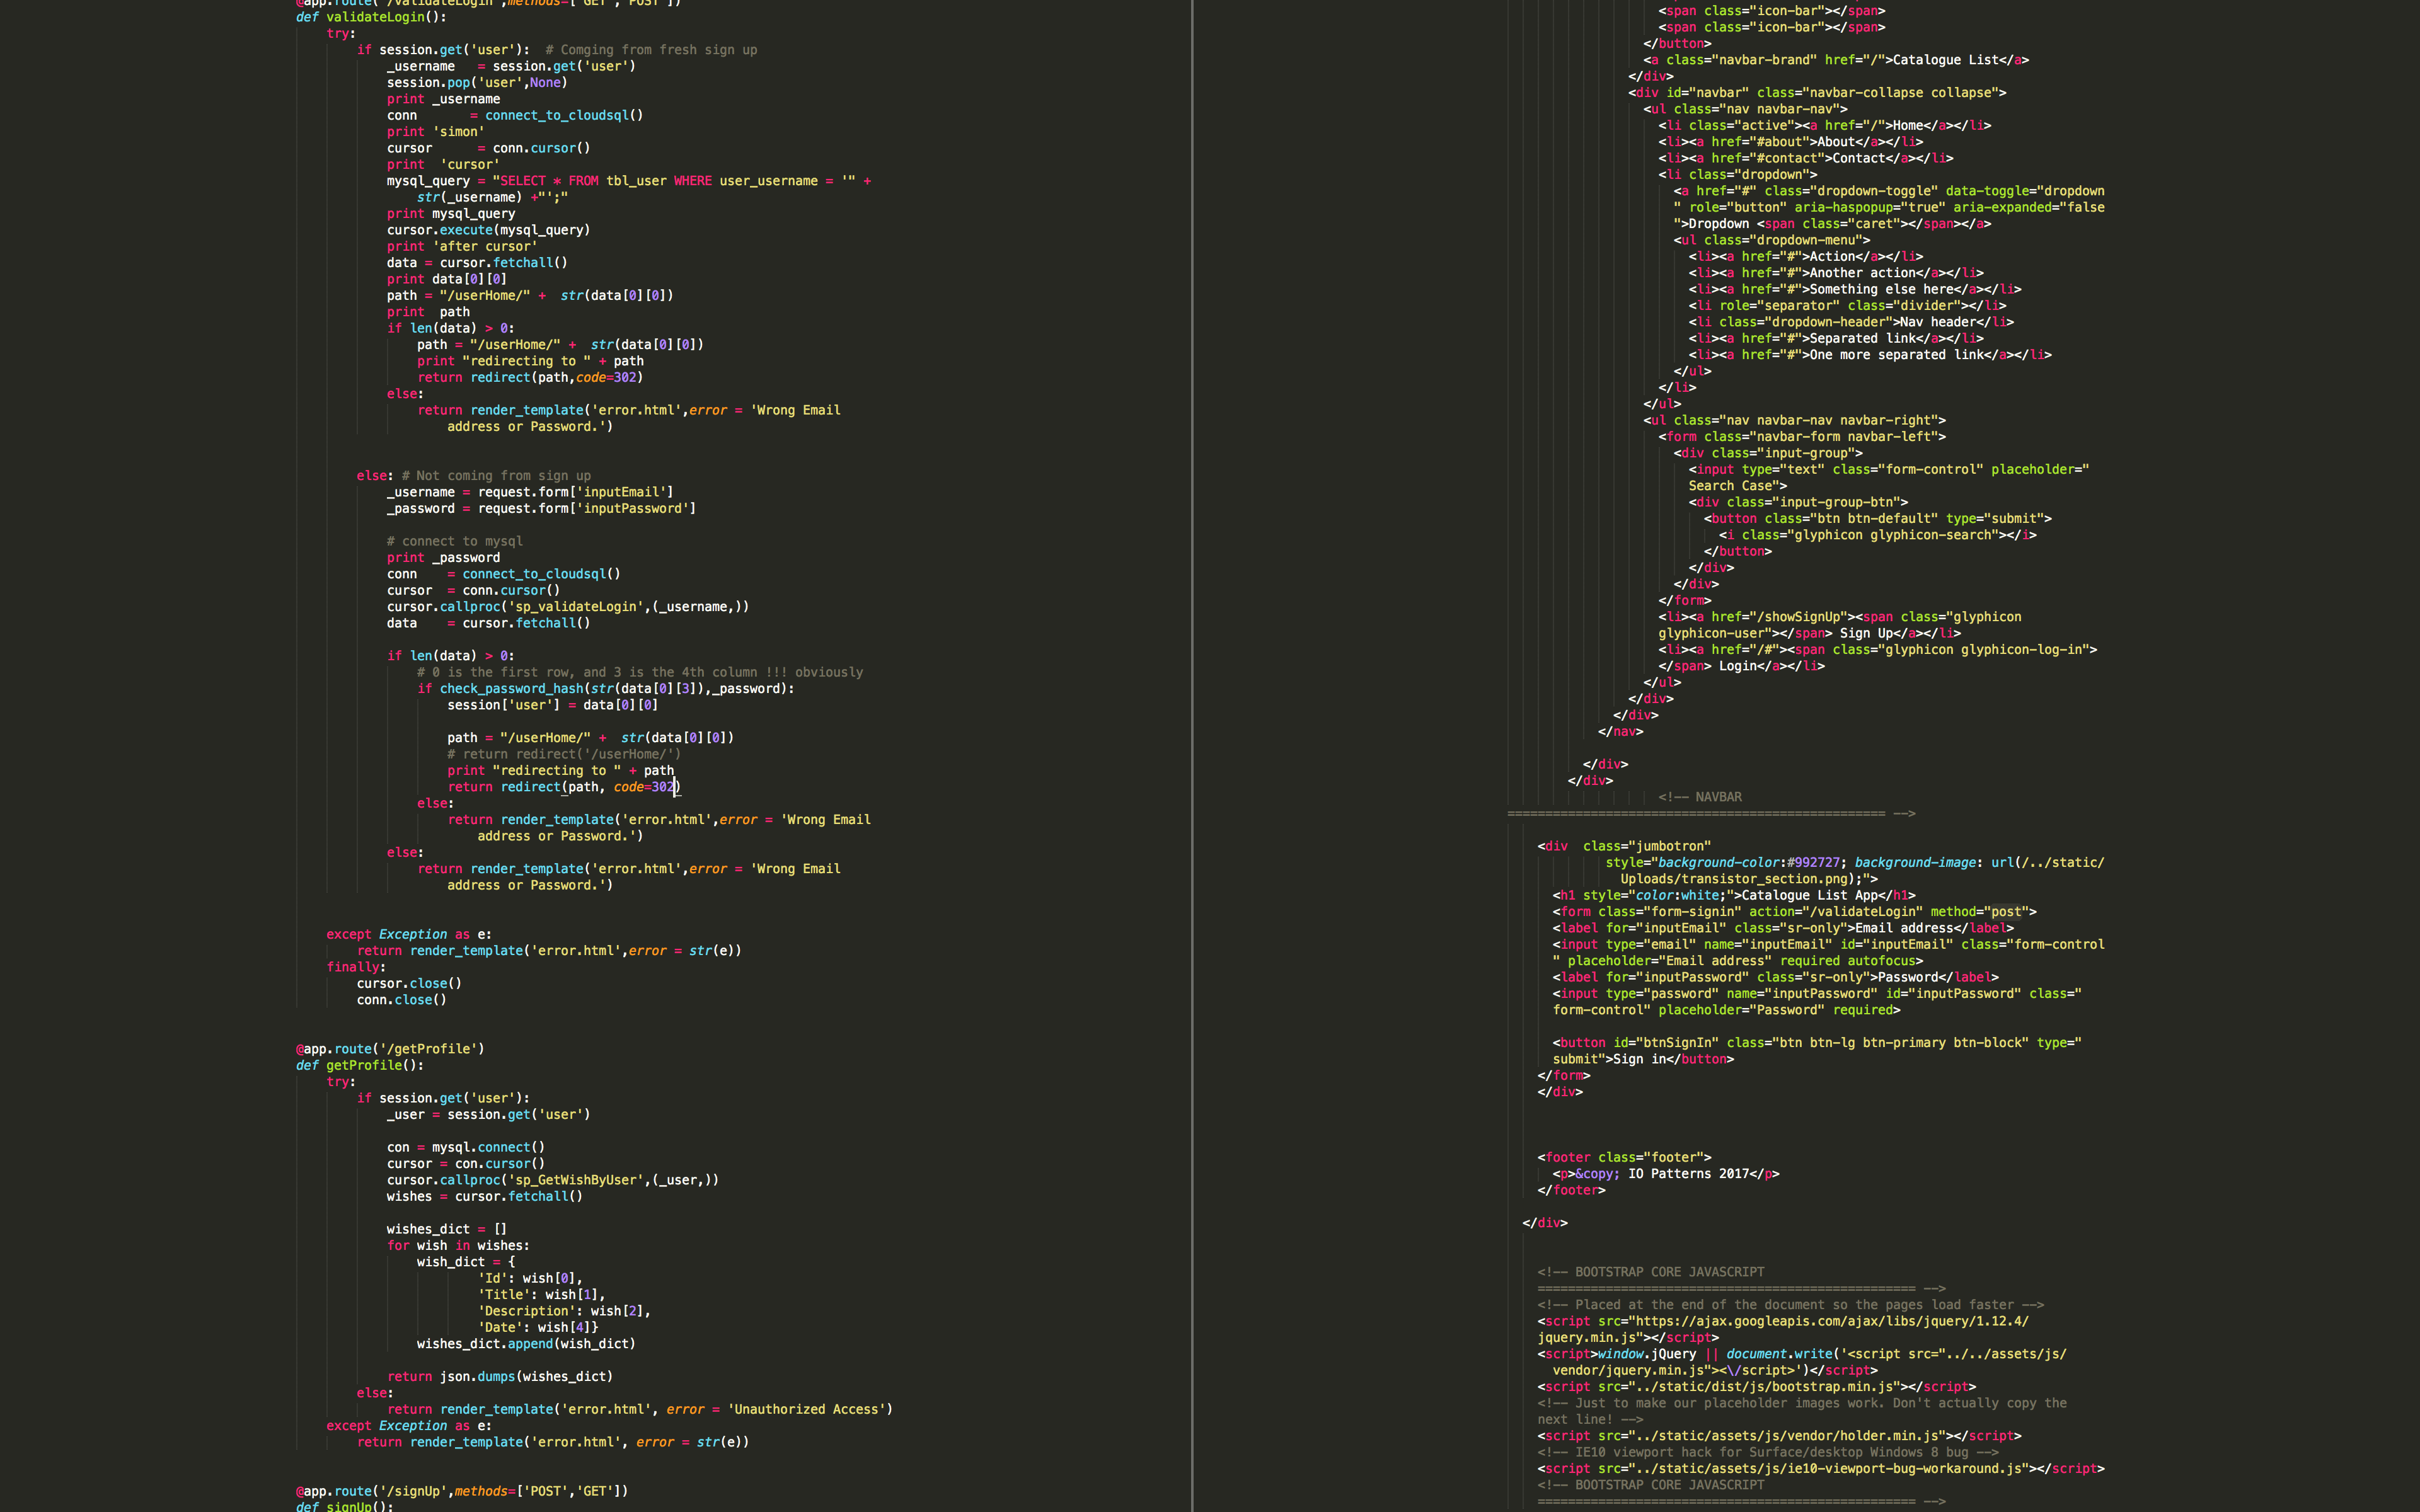 @app.route('/validateLogin',methods=['GET','POST'])
def validateLogin():
try:
if session.get('user'):  # Comging from fresh sign up
_username   = session.get('user')
session.pop('user',None)
print _username
conn       = connect_to_cloudsql()
print 'simon'
cursor      = conn.cursor()
print  'cursor'
mysql_query = "SELECT * FROM tbl_user WHERE user_username = '" +
str(_username) +"';"
print mysql_query
cursor.execute(mysql_query)
print 'after cursor'
data = cursor.fetchall()
print data[0][0]
path = "/userHome/" +  str(data[0][0])
print  path
if len(data) > 0:
path = "/userHome/" +  str(data[0][0])
print "redirecting to " + path
return redirect(path,code=302)
else:
return render_template('error.html',error = 'Wrong Email
address or Password.')
else: # Not coming from sign up
_username = request.form['inputEmail']
_password = request.form['inputPassword']
# connect to mysql
print _password
conn    = connect_to_cloudsql()
cursor  = conn.cursor()
cursor.callproc('sp_validateLogin',(_username,))
data    = cursor.fetchall()
if len(data) > 0:
# 0 is the first row, and 3 is the 4th column !!! obviously
if check_password_hash(str(data[0][3]),_password):
session['user'] = data[0][0]
path = "/userHome/" +  str(data[0][0])
# return redirect('/userHome/')
print "redirecting to " + path
return redirect(path, code=302)
else:
return render_template('error.html',error = 'Wrong Email
address or Password.')
else:
return render_template('error.html',error = 'Wrong Email
address or Password.')
except Exception as e:
return render_template('error.html',error = str(e))
finally:
cursor.close()
conn.close()
@app.route('/getProfile')
def getProfile():
try:
if session.get('user'):
_user = session.get('user')
con = mysql.connect()
cursor = con.cursor()
cursor.callproc('sp_GetWishByUser',(_user,))
wishes = cursor.fetchall()
wishes_dict = []
for wish in wishes:
wish_dict = {
'Id': wish[0],
'Title': wish[1],
'Description': wish[2],
'Date': wish[4]}
wishes_dict.append(wish_dict)
return json.dumps(wishes_dict)
else:
return render_template('error.html', error = 'Unauthorized Access')
except Exception as e:
return render_template('error.html', error = str(e))
@app.route('/signUp',methods=['POST','GET'])
def signUp():
<span class="icon-bar"></span>
<span class="icon-bar"></span>
</button>
<a class="navbar-brand" href="/">Catalogue List</a>
</div>
<div id="navbar" class="navbar-collapse collapse">
<ul class="nav navbar-nav">
<li class="active"><a href="/">Home</a></li>
<li><a href="#about">About</a></li>
<li><a href="#contact">Contact</a></li>
<li class="dropdown">
<a href="#" class="dropdown-toggle" data-toggle="dropdown
" role="button" aria-haspopup="true" aria-expanded="false
">Dropdown <span class="caret"></span></a>
<ul class="dropdown-menu">
<li><a href="#">Action</a></li>
<li><a href="#">Another action</a></li>
<li><a href="#">Something else here</a></li>
<li role="separator" class="divider"></li>
<li class="dropdown-header">Nav header</li>
<li><a href="#">Separated link</a></li>
<li><a href="#">One more separated link</a></li>
</ul>
</li>
</ul>
<ul class="nav navbar-nav navbar-right">
<form class="navbar-form navbar-left">
<div class="input-group">
<input type="text" class="form-control" placeholder="
Search Case">
<div class="input-group-btn">
<button class="btn btn-default" type="submit">
<i class="glyphicon glyphicon-search"></i>
</button>
</div>
</div>
</form>
<li><a href="/showSignUp"><span class="glyphicon
glyphicon-user"></span> Sign Up</a></li>
<li><a href="/#"><span class="glyphicon glyphicon-log-in">
</span> Login</a></li>
</ul>
</div>
</div>
</nav>
</div>
</div>
<!-- NAVBAR
================================================== -->
<div  class="jumbotron"
style="background-color:#992727; background-image: url(/../static/
Uploads/transistor_section.png);">
<h1 style="color:white;">Catalogue List App</h1>
<form class="form-signin" action="/validateLogin" method="post">
<label for="inputEmail" class="sr-only">Email address</label>
<input type="email" name="inputEmail" id="inputEmail" class="form-control
" placeholder="Email address" required autofocus>
<label for="inputPassword" class="sr-only">Password</label>
<input type="password" name="inputPassword" id="inputPassword" class="
form-control" placeholder="Password" required>
<button id="btnSignIn" class="btn btn-lg btn-primary btn-block" type="
submit">Sign in</button>
</form>
</div>
<footer class="footer">
<p>&copy; IO Patterns 2017</p>
</footer>
</div>
<!-- BOOTSTRAP CORE JAVASCRIPT
================================================== -->
<!-- Placed at the end of the document so the pages load faster -->
<script src="https://ajax.googleapis.com/ajax/libs/jquery/1.12.4/
jquery.min.js"></script>
<script>window.jQuery || document.write('<script src="../../assets/js/
vendor/jquery.min.js"><\/script>')</script>
<script src="../static/dist/js/bootstrap.min.js"></script>
<!-- Just to make our placeholder images work. Don't actually copy the
next line! -->
<script src="../static/assets/js/vendor/holder.min.js"></script>
<!-- IE10 viewport hack for Surface/desktop Windows 8 bug -->
<script src="../static/assets/js/ie10-viewport-bug-workaround.js"></script>
<!-- BOOTSTRAP CORE JAVASCRIPT
================================================== -->